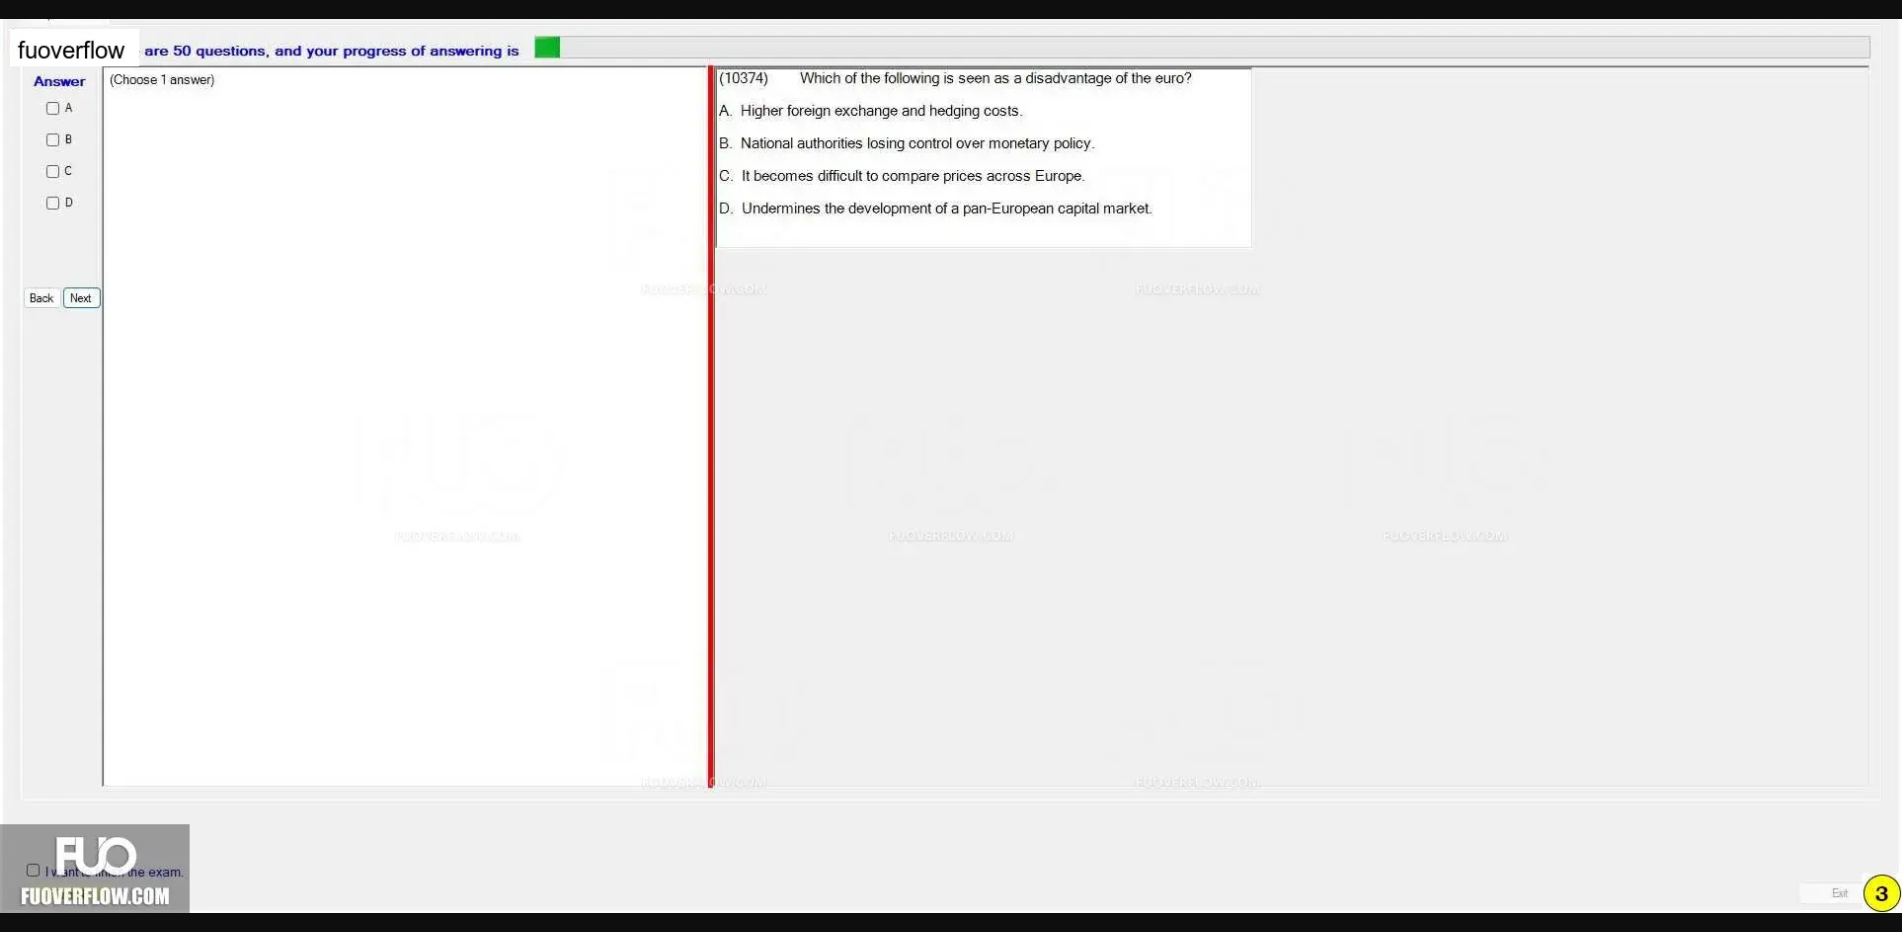 fuoverflow are 50 questions, and your progress of answering is
Answer
(Choose 1 answer)
A
B
C
D
Back Next
(10374) Which of the following is seen as a disadvantage of the euro?
A. Higher foreign exchange and hedging costs.
B. National authorities losing control over monetary policy.
C. It becomes difficult to compare prices across Europe.
D. Undermines the development of a pan-European capital market.
FUOVERFLOW.COM
FUOVERFLOW.COM
FUOVERFLOW.COM
FUOVERFLOW.COM
FUOVERFLOW.COM
FUOVERFLOW.COM
FUOVERFLOW.COM
FUO
I want to finish the exam.
FUOVERFLOW.COM
Exit
3